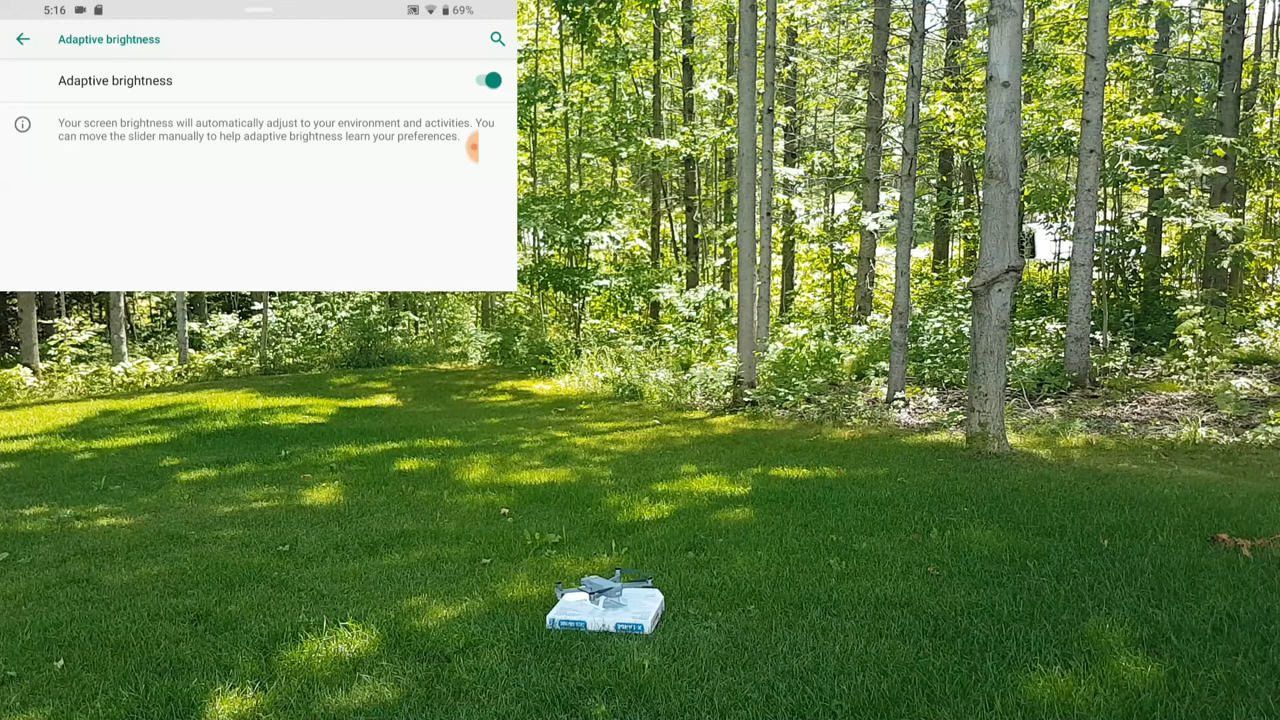 5:16
69%
Adaptive brightness
Adaptive brightness
Your screen brightness will automatically adjust to your environment and activities. You
can move the slider manually to help adaptive brightness learn your preferences.